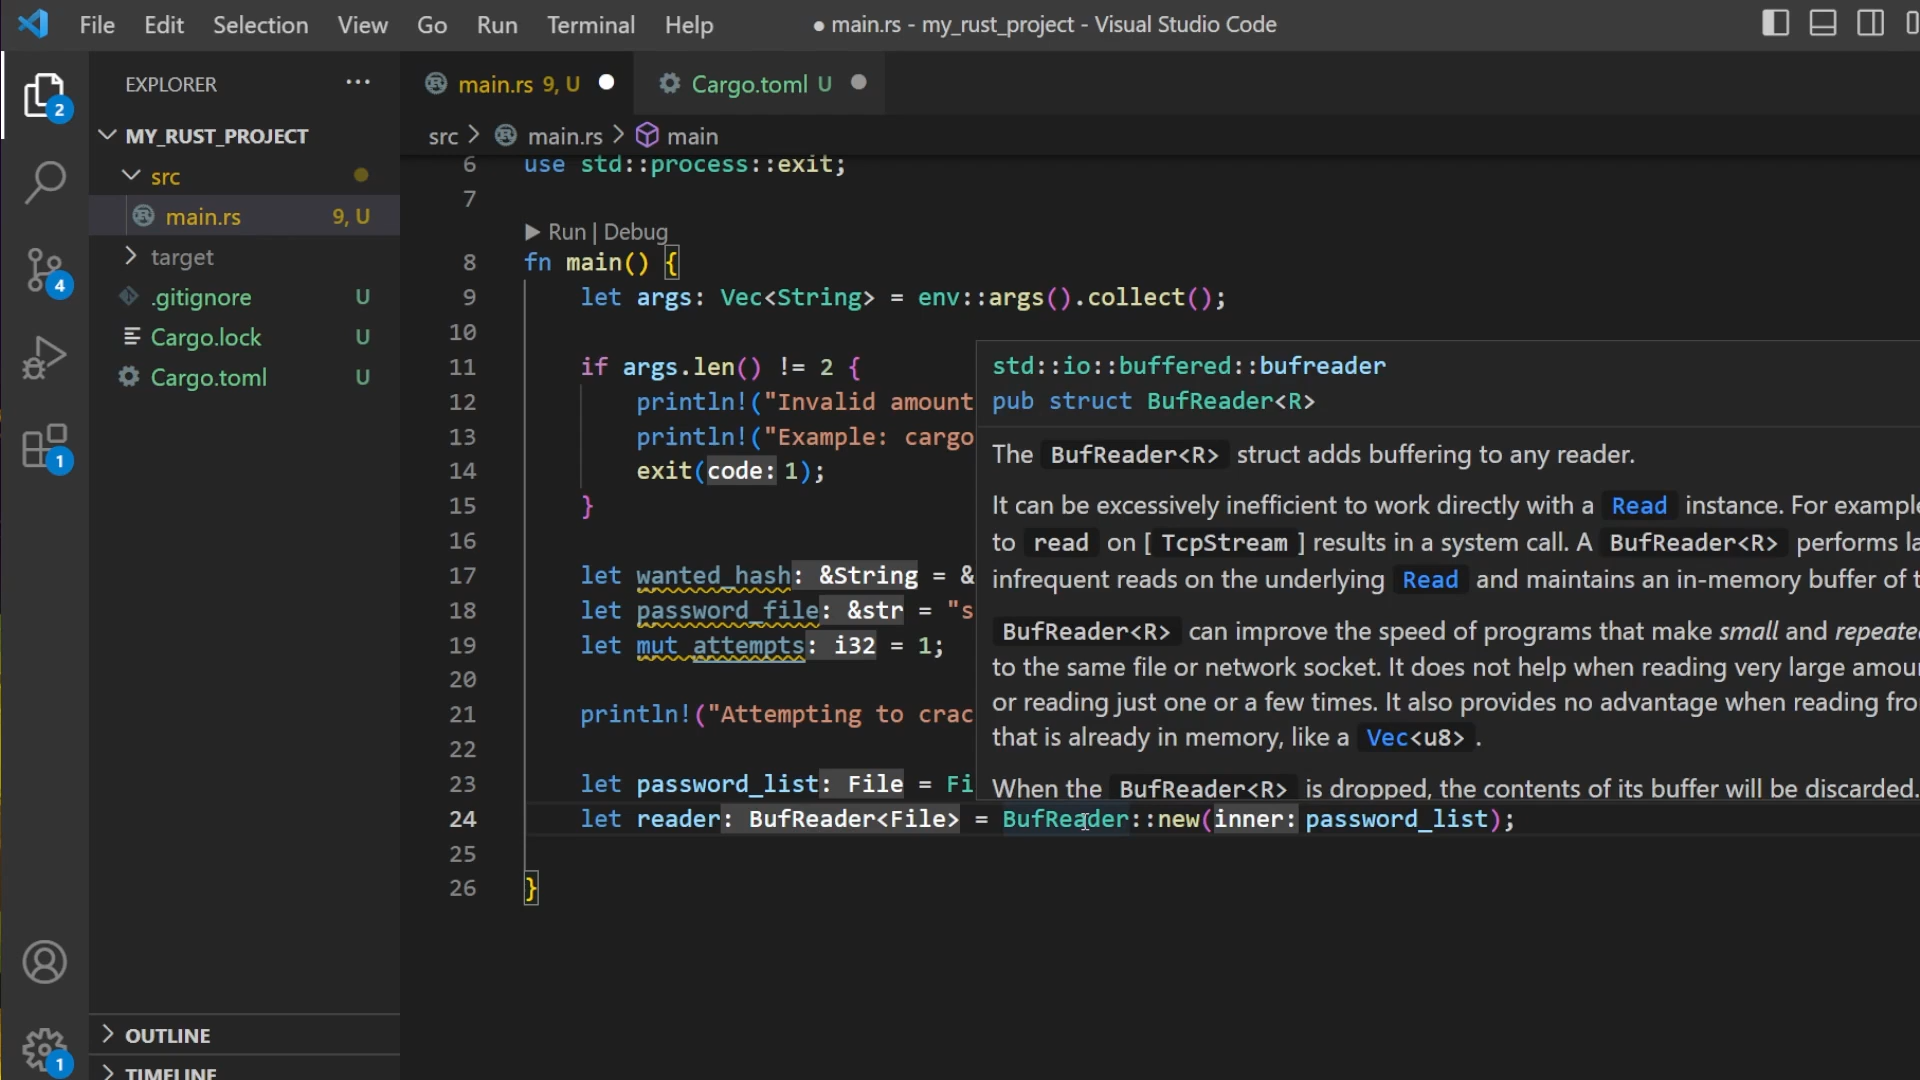 File Edit Selection View Go Run Terminal Help
● main.rs - my_rust_project - Visual Studio Code
2
4
1
1
EXPLORER ...
MY_RUST_PROJECT
src
main.rs 9, U
target
.gitignore U
Cargo.lock U
Cargo.toml U
OUTLINE
TIMELINE
main.rs 9, U
Cargo.toml U
src > main.rs > main
6 use std::process::exit;
7
Run | Debug
8 fn main() {
9 let args: Vec<String> = env::args().collect();
10
11 if args.len() != 2 {
12 println!("Invalid amount
13 println!("Example: cargo
14 exit(code: 1);
15 }
16
17 let wanted_hash: &String = &
18 let password_file: &str = "s
19 let mut attempts: i32 = 1;
20
21 println!("Attempting to crac
22
23 let password_list: File = Fi
24 let reader: BufReader<File> = BufReader::new(inner: password_list);
25
26 }
std::io::buffered::bufreader
pub struct BufReader<R>
The BufReader<R> struct adds buffering to any reader.
It can be excessively inefficient to work directly with a Read instance. For example
to read on [ TcpStream ] results in a system call. A BufReader<R> performs
infrequent reads on the underlying Read and maintains an in-memory buffer of
BufReader<R> can improve the speed of programs that make small and repeated
to the same file or network socket. It does not help when reading very large
or reading just one or a few times. It also provides no advantage when reading
that is already in memory, like a Vec<u8>.
When the BufReader<R> is dropped, the contents of its buffer will be discarded.